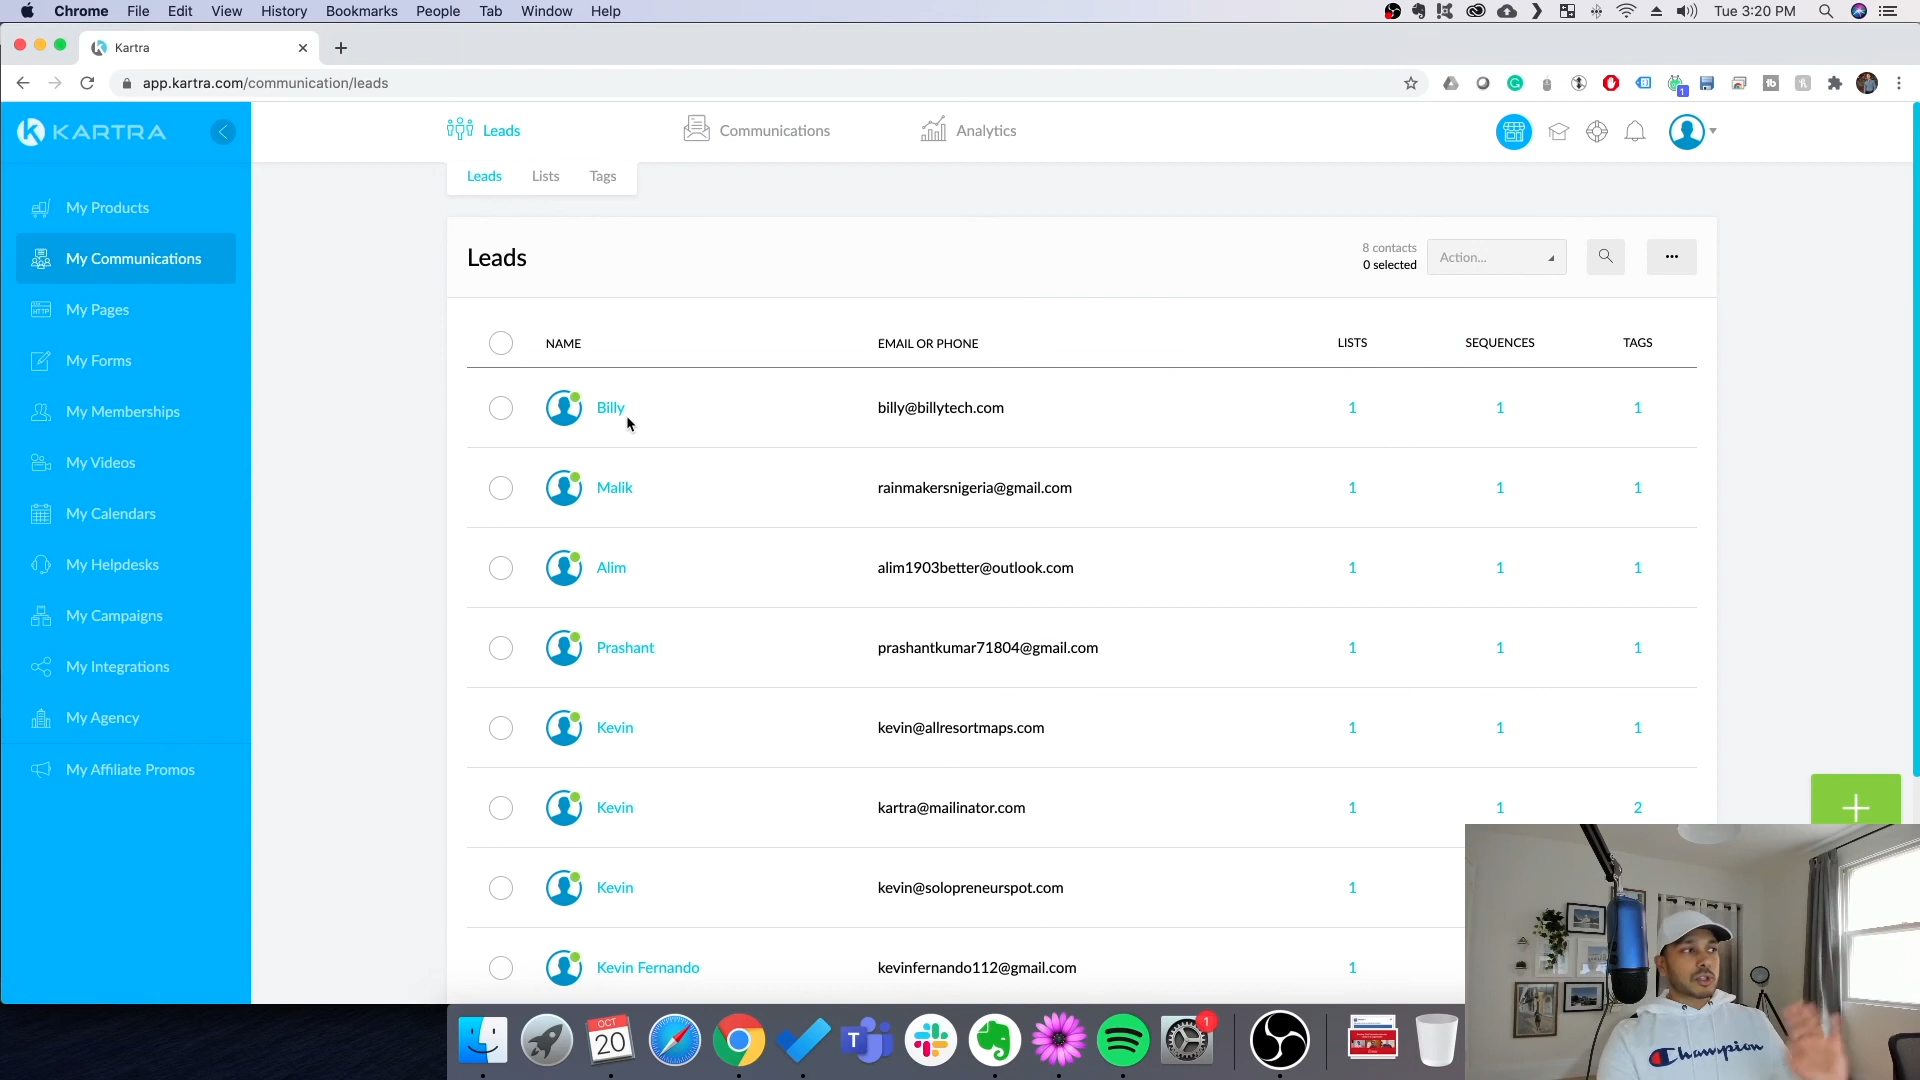 Chrome File Edit View History Bookmarks People Tab Window Help Tue 3:20 PM
Kartra
app.kartra.com/communication/leads
1
KARTRA
Leads
Communications
Analytics
Leads
Lists
Tags
My Products
My Communications
My Pages
HTTP
My Forms
My Memberships
My Videos
My Calendars
My Helpdesks
My Campaigns
My Integrations
My Agency
My Affiliate Promos
Leads
8 contacts
0 selected
Action...
NAME EMAIL OR PHONE LISTS SEQUENCES TAGS
Billy billy@billytech.com 1 1 1
Malik rainmakersnigeria@gmail.com 1 1 1
Alim alim1903better@outlook.com 1 1 1
Prashant prashantkumar71804@gmail.com 1 1 1
Kevin kevin@allresortmaps.com 1 1 1
Kevin kartra@mailinator.com 1 1 2
Kevin kevin@solopreneurspot.com 1
Kevin Fernando kevinfernando112@gmail.com 1
OCT
20
T
1
Champion